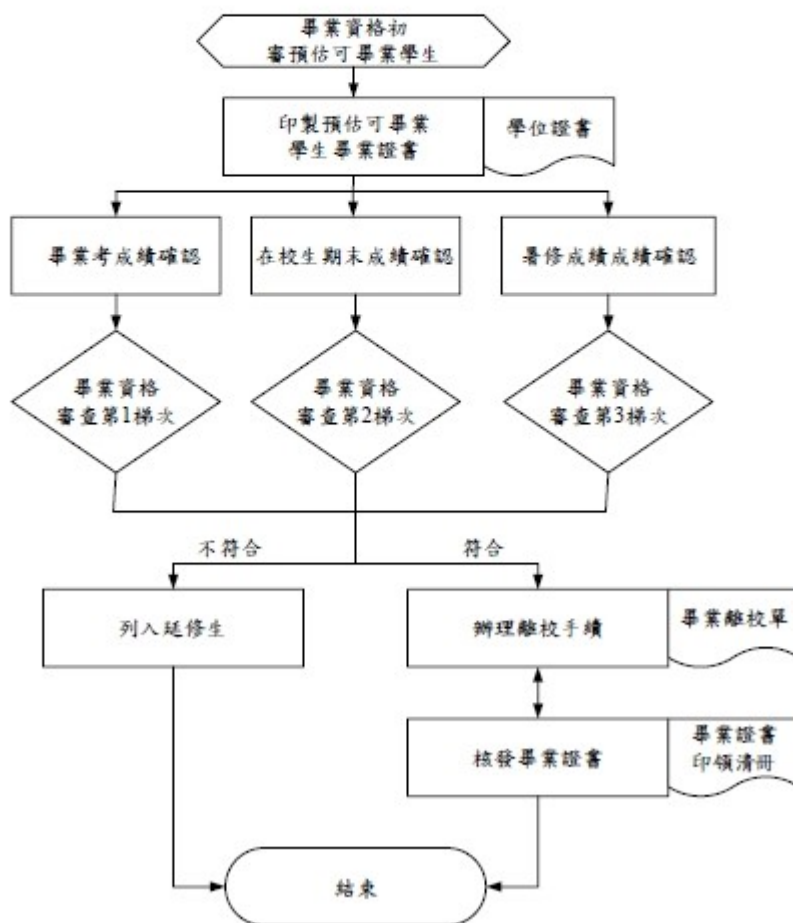 畢業資格初
審預估可畢業學生
印製預估可畢業
學生畢業證書
學位證書
畢業考成績確認
在校生期末成績確認
暑修成績成績確認
畢業資格
審查第1梯次
畢業資格
審查第2梯次
畢業資格
審查第3梯次
不符合
符合
列入延修生
辦理離校手續
畢業離校單
核發畢業證書
畢業證書
印領清冊
結束